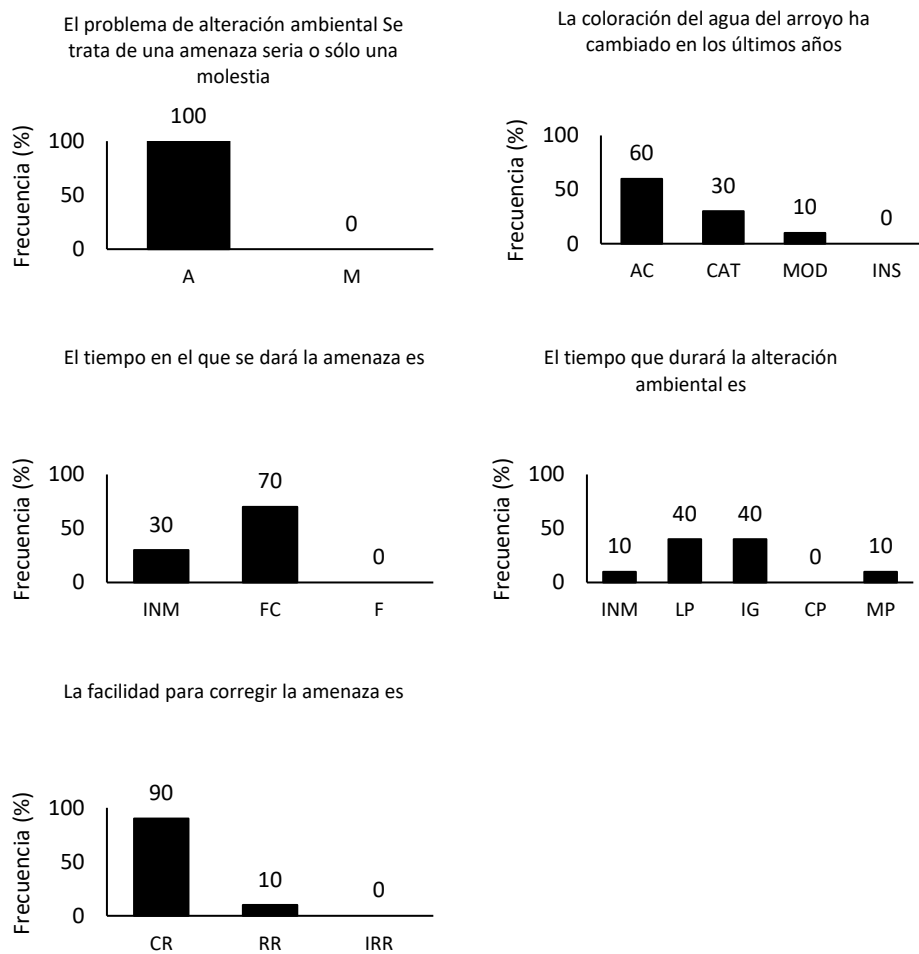 El problema de alteración ambiental Se
trata de una amenaza seria o sólo una
molestia
Frecuencia (%)
100
50
0
100
0
A M
La coloración del agua del arroyo ha
cambiado en los últimos años
Frecuencia (%)
100
50
0
60
30
10
0
AC CAT MOD INS
El tiempo en el que se dará la amenaza es
Frecuencia (%)
100
50
0
30
70
0
INM FC F
El tiempo que durará la alteración
ambiental es
Frecuencia (%)
100
50
0
10
40
40
0
10
INM LP IG CP MP
La facilidad para corregir la amenaza es
Frecuencia (%)
100
50
0
90
10
0
CR RR IRR